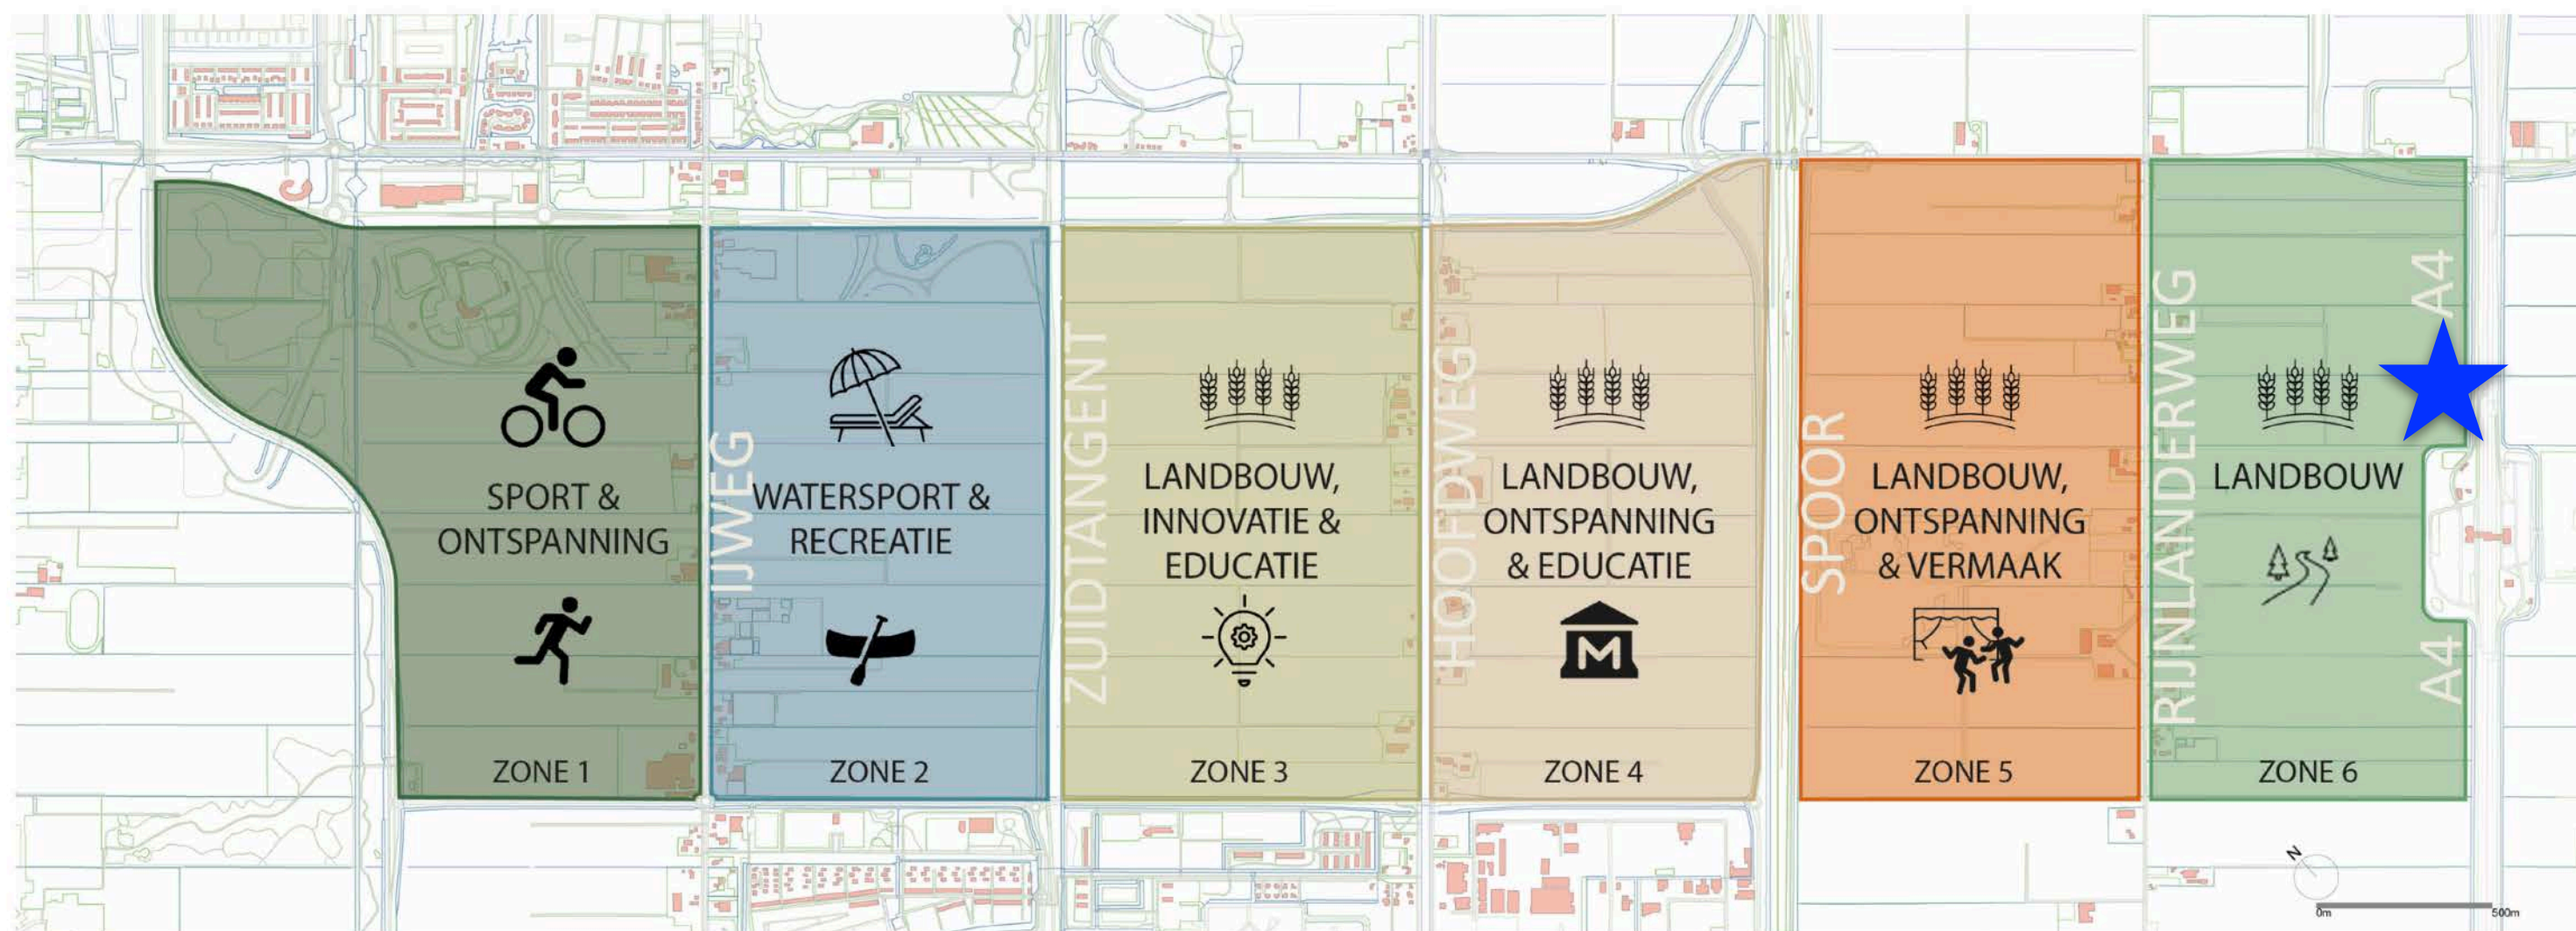 SPORT &
ONTSPANNING
ZONE 1
IJWEG
WATERSPORT &
RECREATIE
ZONE 2
ZUIDTANGENT
LANDBOUW,
INNOVATIE &
EDUCATIE
ZONE 3
HOOFDWEG
LANDBOUW,
ONTSPANNING
& EDUCATIE
M
ZONE 4
SPOOR
LANDBOUW,
ONTSPANNING
& VERMAAK
ZONE 5
RIJNLANDERWEG
A4
LANDBOUW
A4
ZONE 6
N
0m 500m